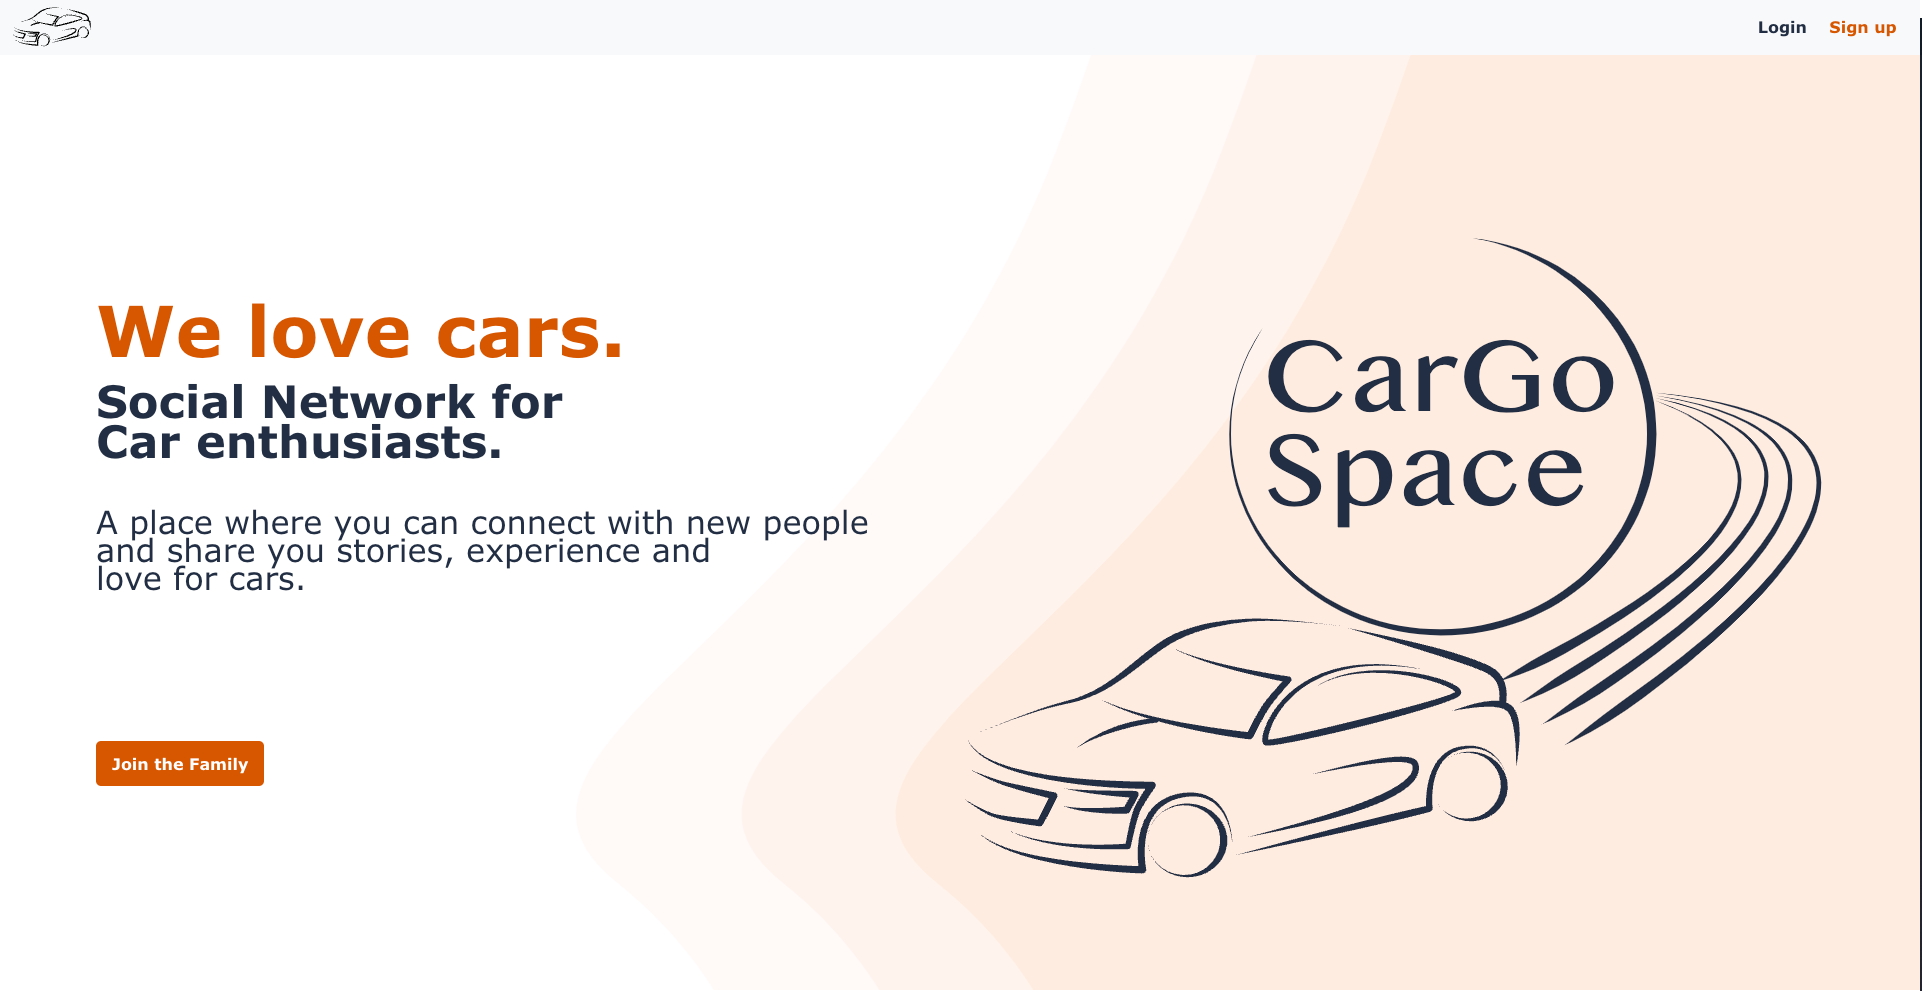 Login Sign up
We love cars.
Social Network for
Car enthusiasts.
A place where you can connect with new people
and share you stories, experience and
love for cars.
Join the Family
CarGo
Space